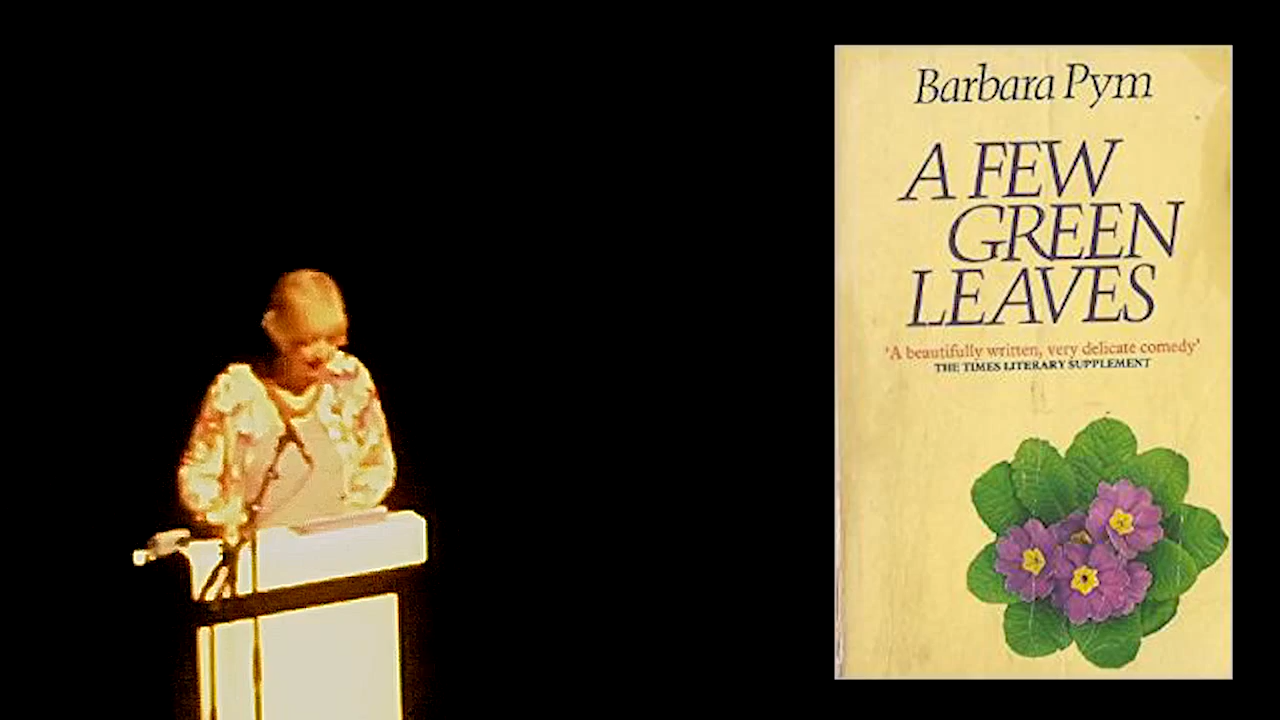 Barbara Pym
A FEW
GREEN
LEAVES
'A beautifully written, very delicate comedy'
THE TIMES LITERARY SUPPLEMENT